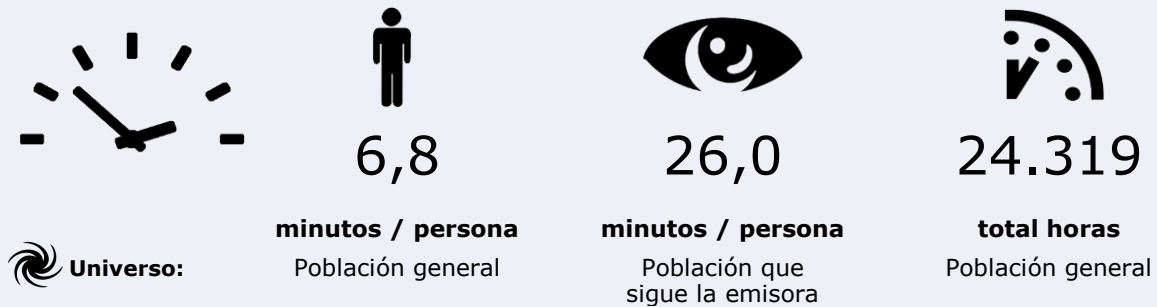 6,8
26,0
24.319
minutos / persona
minutos / persona
total horas
Universo:
Población general
Población que
sigue la emisora
Población general